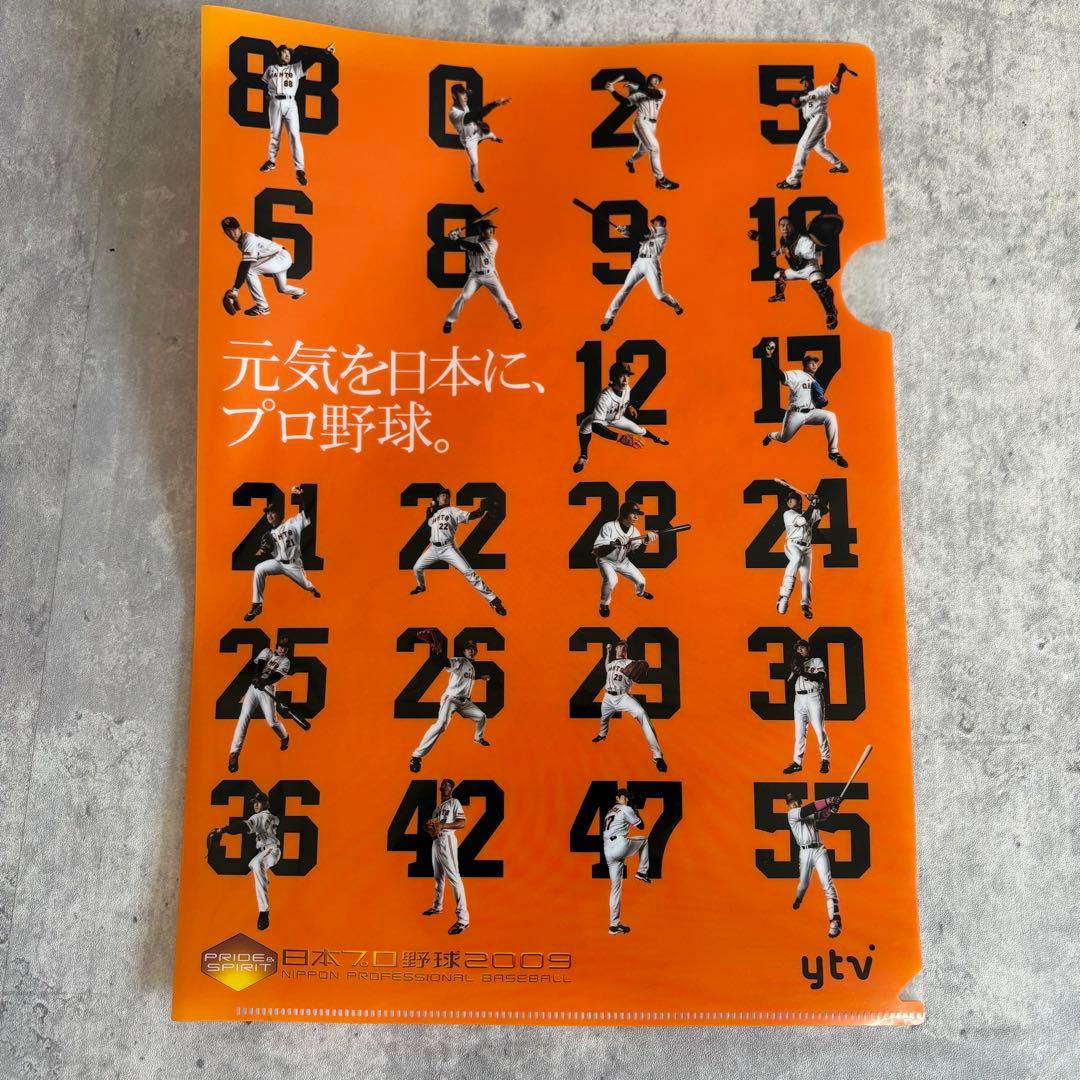 88 0 2 5
6 8 9 10
元気を日本に、
プロ野球。
12 17
21 22 23 24
25 26 29 30
36 42 47 55
PRIDE &
SPIRIT
日本プロ野球2009
NIPPON PROFESSIONAL BASEBALL
ytv